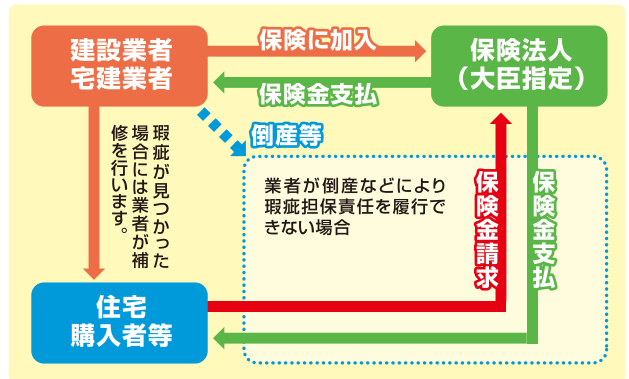 建設業者
宅建業者
保険に加入
保険金支払
保険法人
（大臣指定）
倒産等
瑕疵が見つかった
場合には業者が補
修を行います。
業者が倒産などにより
瑕疵担保責任を履行で
きない場合
保険金請求
保険金支払
住宅
購入者等